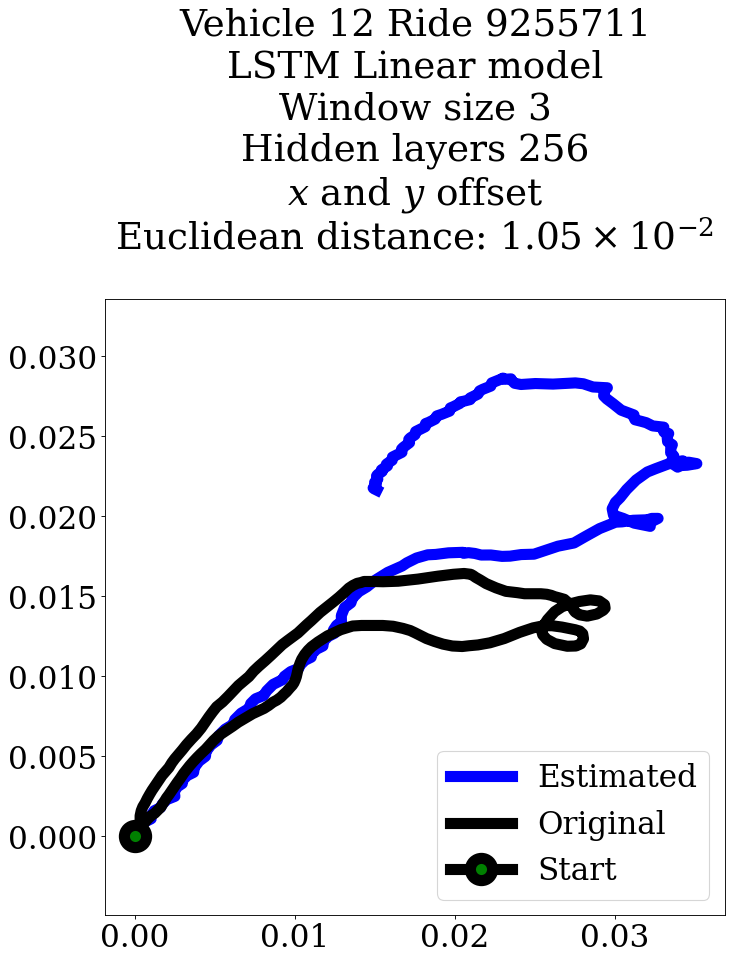 Vehicle 12 Ride 9255711
LSTM Linear model
Window size 3
Hidden layers 256
x and y offset
Euclidean distance: 1.05 × 10⁻²
0.030
0.025
0.020
0.015
0.010
0.005
0.000
Estimated
Original
Start
0.00 0.01 0.02 0.03